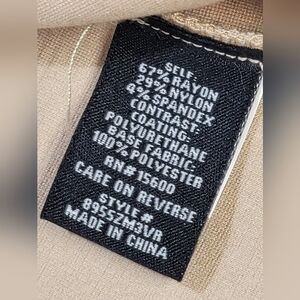 SELF:
67% RAYON
29% NYLON
4% SPANDEX
CONTRAST:
COATING:
POLYURETHANE
BASE FABRIC:
100% POLYESTER
RN# 15600
CARE ON REVERSE
STYLE#
8955ZM3VR
MADE IN CHINA